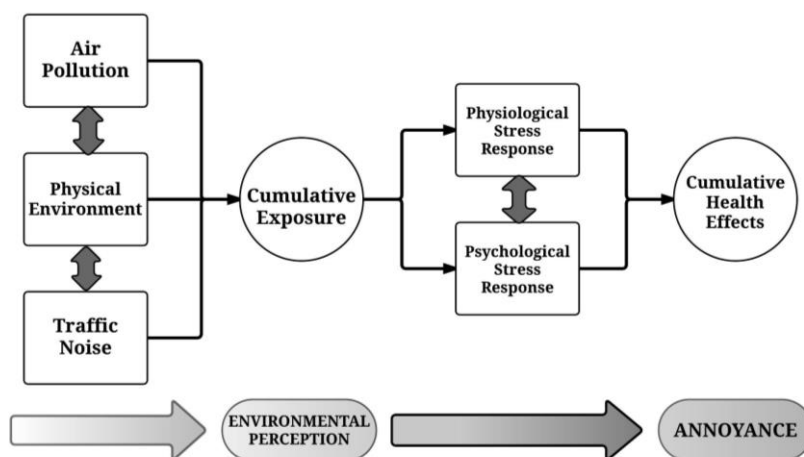 Air
Pollution
Physical
Environment
Traffic
Noise
Cumulative
Exposure
Physiological
Stress
Response
Psychological
Stress
Response
Cumulative
Health
Effects
ENVIRONMENTAL
PERCEPTION
ANNOYANCE